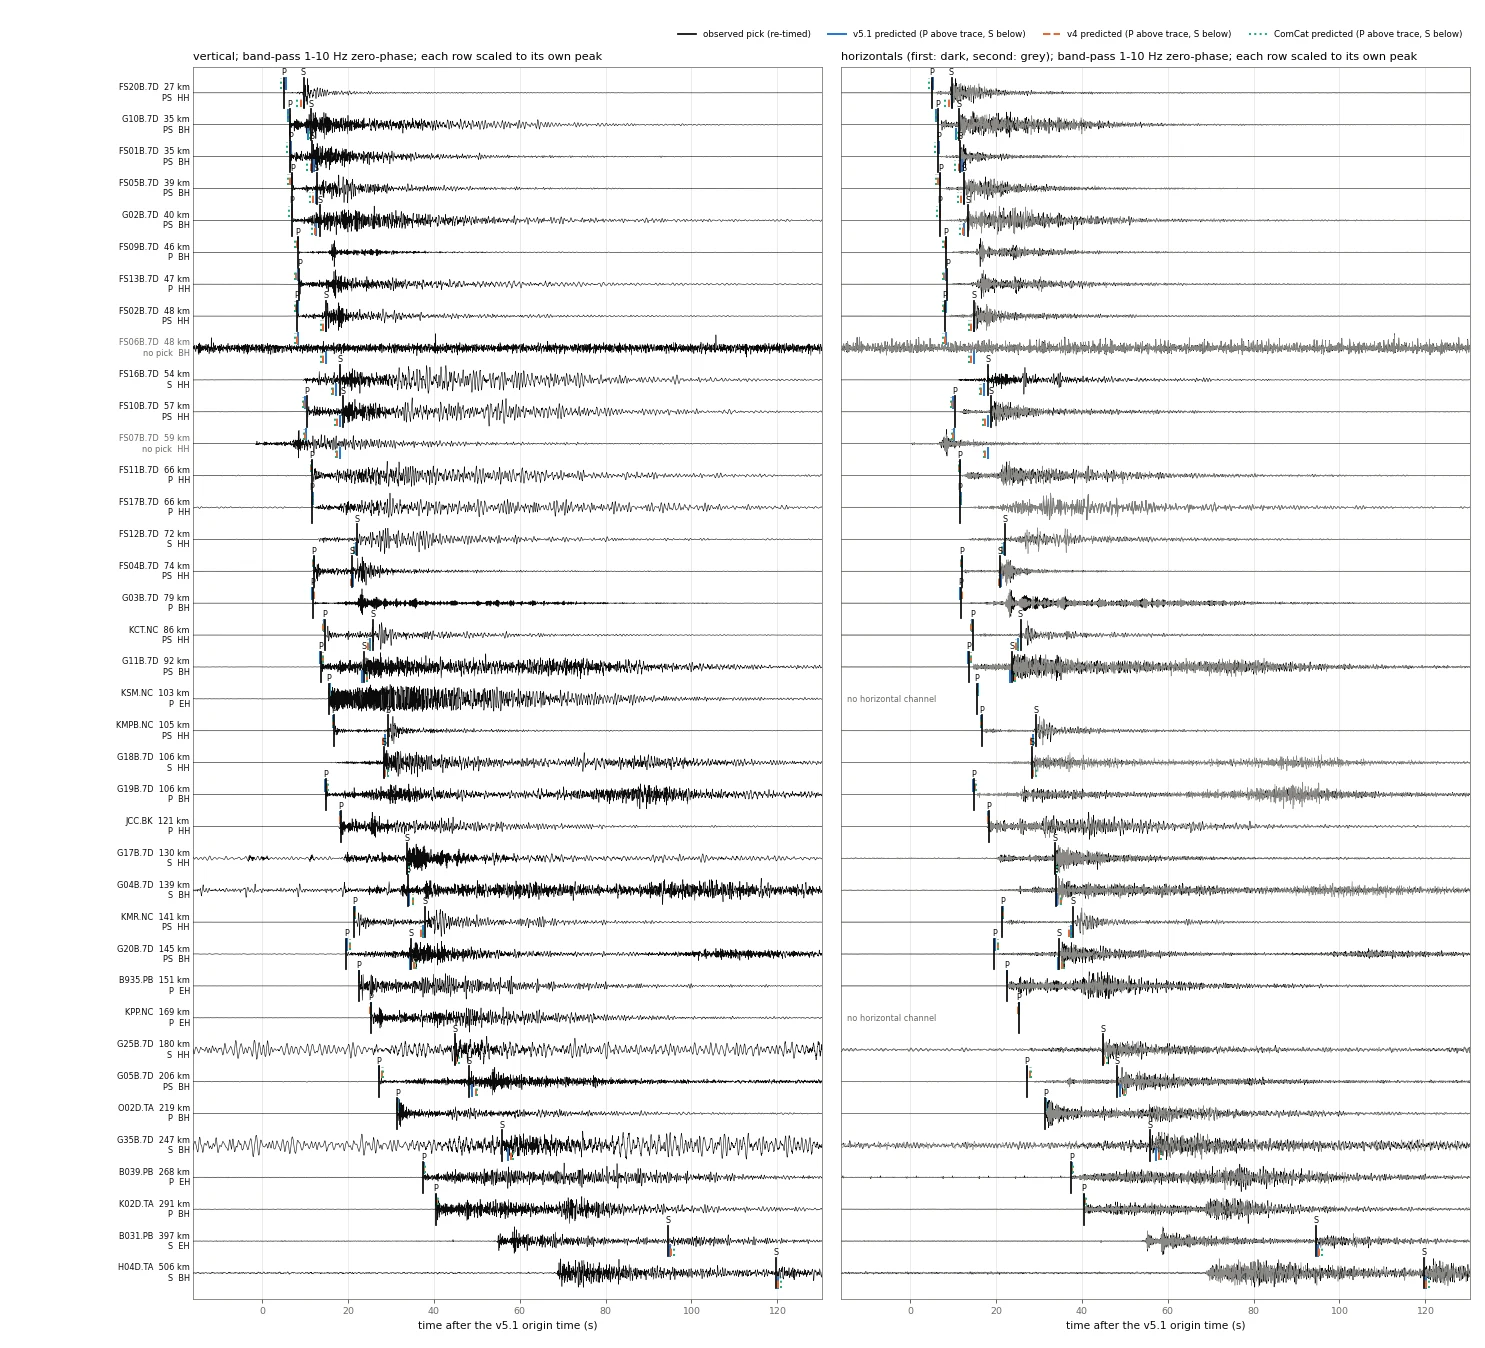 observed pick (re-timed)
v5.1 predicted (P above trace, S below)
v4 predicted (P above trace, S below)
ComCat predicted (P above trace, S below)
vertical; band-pass 1-10 Hz zero-phase; each row scaled to its own peak
horizontals (first: dark, second: grey); band-pass 1-10 Hz zero-phase; each row scaled to its own peak
FS20B.7D 27 km
PS HH
G10B.7D 35 km
PS BH
FS01B.7D 35 km
PS BH
FS05B.7D 39 km
PS HH
G02B.7D 40 km
PS BH
FS09B.7D 46 km
P BH
FS13B.7D 47 km
P HH
FS02B.7D 48 km
PS HH
FS06B.7D 48 km
no pick BH
FS16B.7D 54 km
S HH
FS10B.7D 57 km
PS HH
FS07B.7D 59 km
no pick HH
FS11B.7D 66 km
P HH
FS17B.7D 66 km
P HH
FS12B.7D 72 km
S HH
FS04B.7D 74 km
PS HH
G03B.7D 79 km
P BH
KCT.NC 86 km
PS HH
G11B.7D 92 km
PS BH
KSM.NC 103 km
P EH
no horizontal channel
KMPB.NC 105 km
PS HH
G18B.7D 106 km
S HH
G19B.7D 106 km
P BH
JCC.BK 121 km
P HH
G17B.7D 130 km
S HH
G04B.7D 139 km
S BH
KMR.NC 141 km
PS HH
G20B.7D 145 km
PS BH
B935.PB 151 km
P EH
KPP.NC 169 km
P EH
no horizontal channel
G25B.7D 180 km
S HH
G05B.7D 206 km
PS BH
O02D.TA 219 km
P BH
G35B.7D 247 km
S BH
B039.PB 268 km
P EH
K02D.TA 291 km
P BH
B031.PB 397 km
S EH
H04D.TA 506 km
S BH
0 20 40 60 80 100 120
0 20 40 60 80 100 120
time after the v5.1 origin time (s)
time after the v5.1 origin time (s)